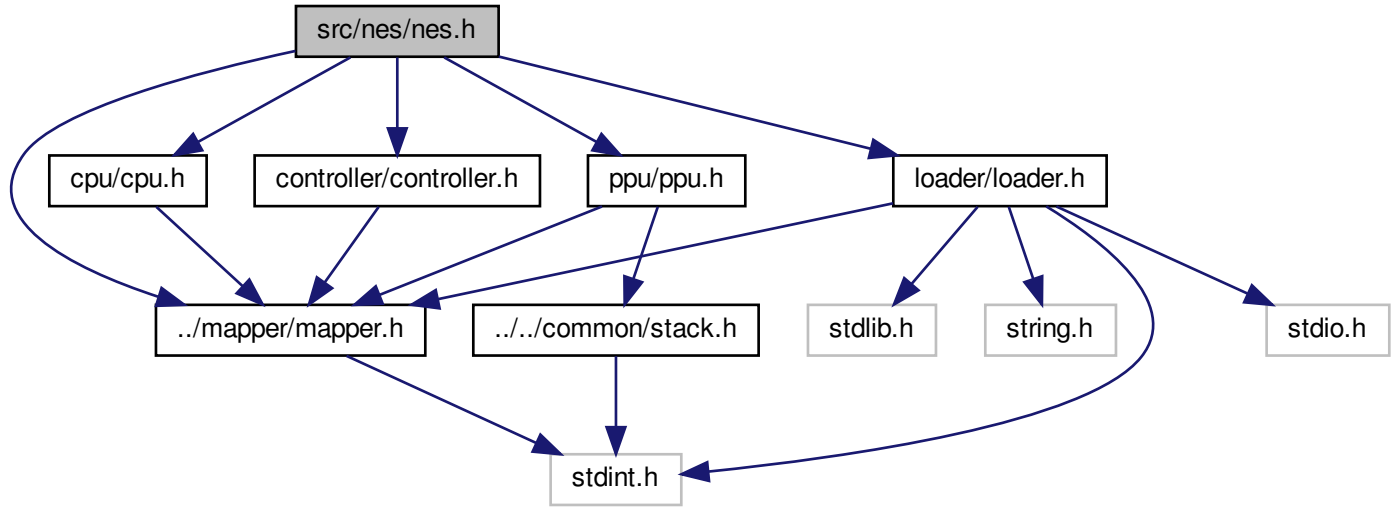 src/nes/nes.h
cpu/cpu.h
controller/controller.h
ppu/ppu.h
loader/loader.h
../mapper/mapper.h
../../common/stack.h
stdlib.h
string.h
stdio.h
stdint.h